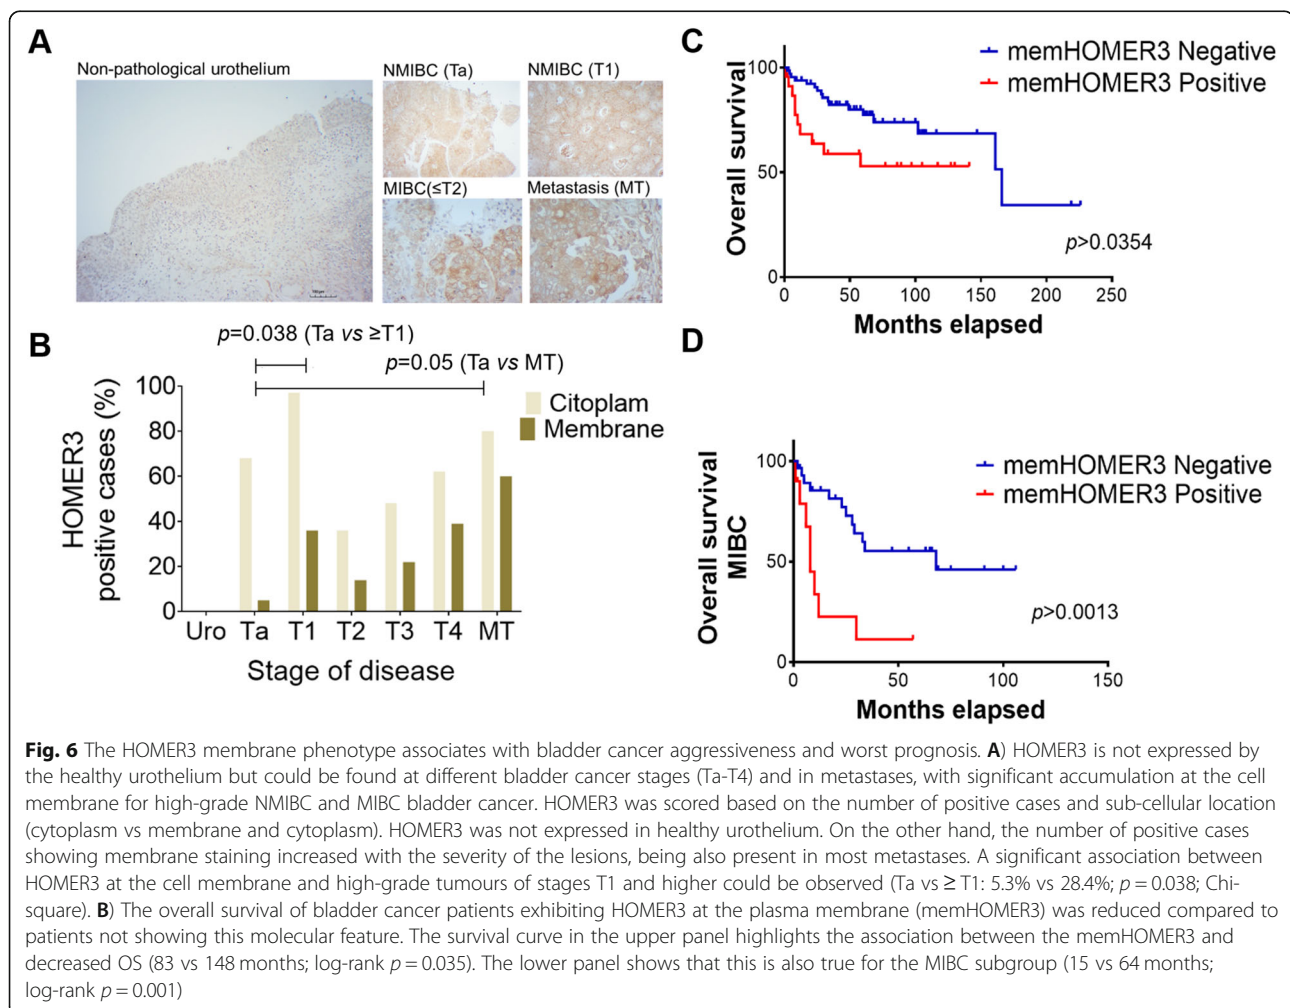 A
Non-pathological urothelium
NMIBC (Ta)
NMIBC (T1)
MIBC(≤T2)
Metastasis (MT)
B
p=0.038 (Ta vs ≥T1)
p=0.05 (Ta vs MT)
HOMER3
positive cases (%)
100
80
60
40
20
0
Citoplam
Membrane
Uro Ta T1 T2 T3 T4 MT
Stage of disease
C
memHOMER3 Negative
memHOMER3 Positive
Overall survival
100
50
0
p>0.0354
0 50 100 150 200 250
Months elapsed
D
memHOMER3 Negative
memHOMER3 Positive
Overall survival
MIBC
100
50
0
p>0.0013
0 50 100 150
Months elapsed
Fig. 6 The HOMER3 membrane phenotype associates with bladder cancer aggressiveness and worst prognosis. A) HOMER3 is not expressed by
the healthy urothelium but could be found at different bladder cancer stages (Ta-T4) and in metastases, with significant accumulation at the cell
membrane for high-grade NMIBC and MIBC bladder cancer. HOMER3 was scored based on the number of positive cases and sub-cellular location
(cytoplasm vs membrane and cytoplasm). HOMER3 was not expressed in healthy urothelium. On the other hand, the number of positive cases
showing membrane staining increased with the severity of the lesions, being also present in most metastases. A significant association between
HOMER3 at the cell membrane and high-grade tumours of stages T1 and higher could be observed (Ta vs ≥ T1: 5.3% vs 28.4%; p = 0.038; Chi-
square). B) The overall survival of bladder cancer patients exhibiting HOMER3 at the plasma membrane (memHOMER3) was reduced compared to
patients not showing this molecular feature. The survival curve in the upper panel highlights the association between the memHOMER3 and
decreased OS (83 vs 148 months; log-rank p = 0.035). The lower panel shows that this is also true for the MIBC subgroup (15 vs 64 months;
log-rank p = 0.001)